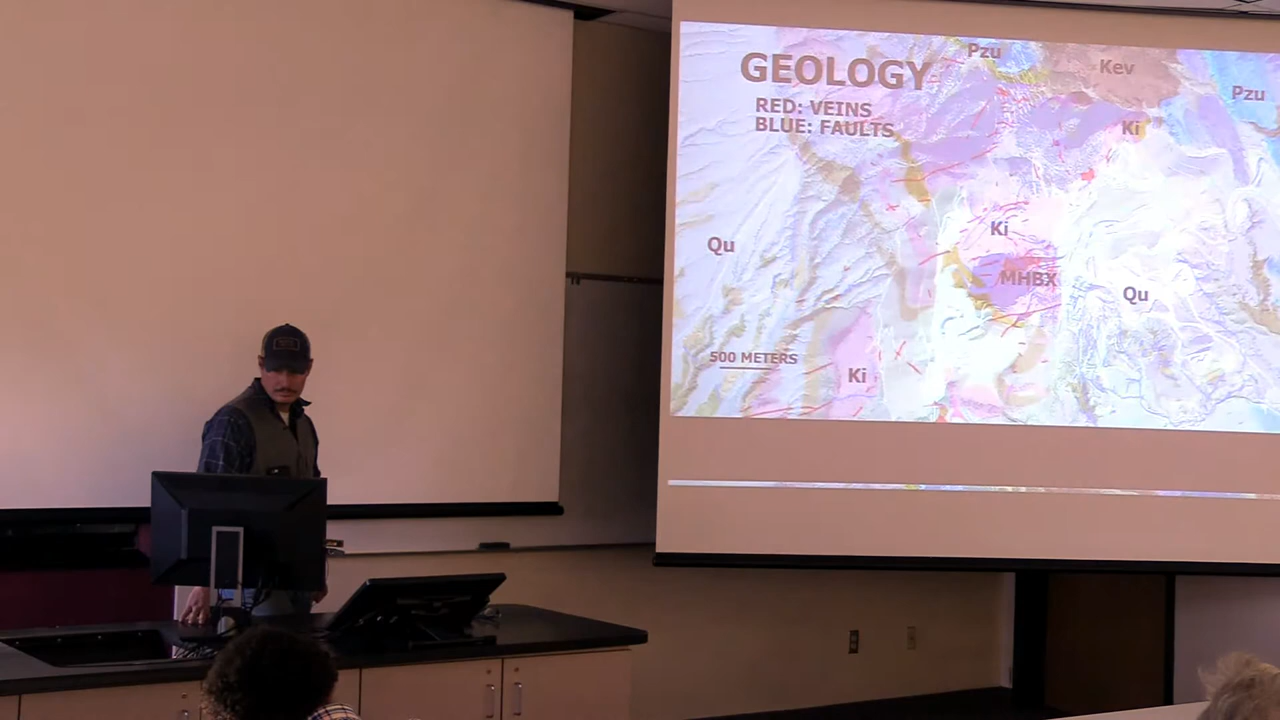 GEOLOGY
RED: VEINS
BLUE: FAULTS
Pzu
Kev
Pzu
Ki
Qu
Ki
MHBX
Qu
500 METERS
Ki